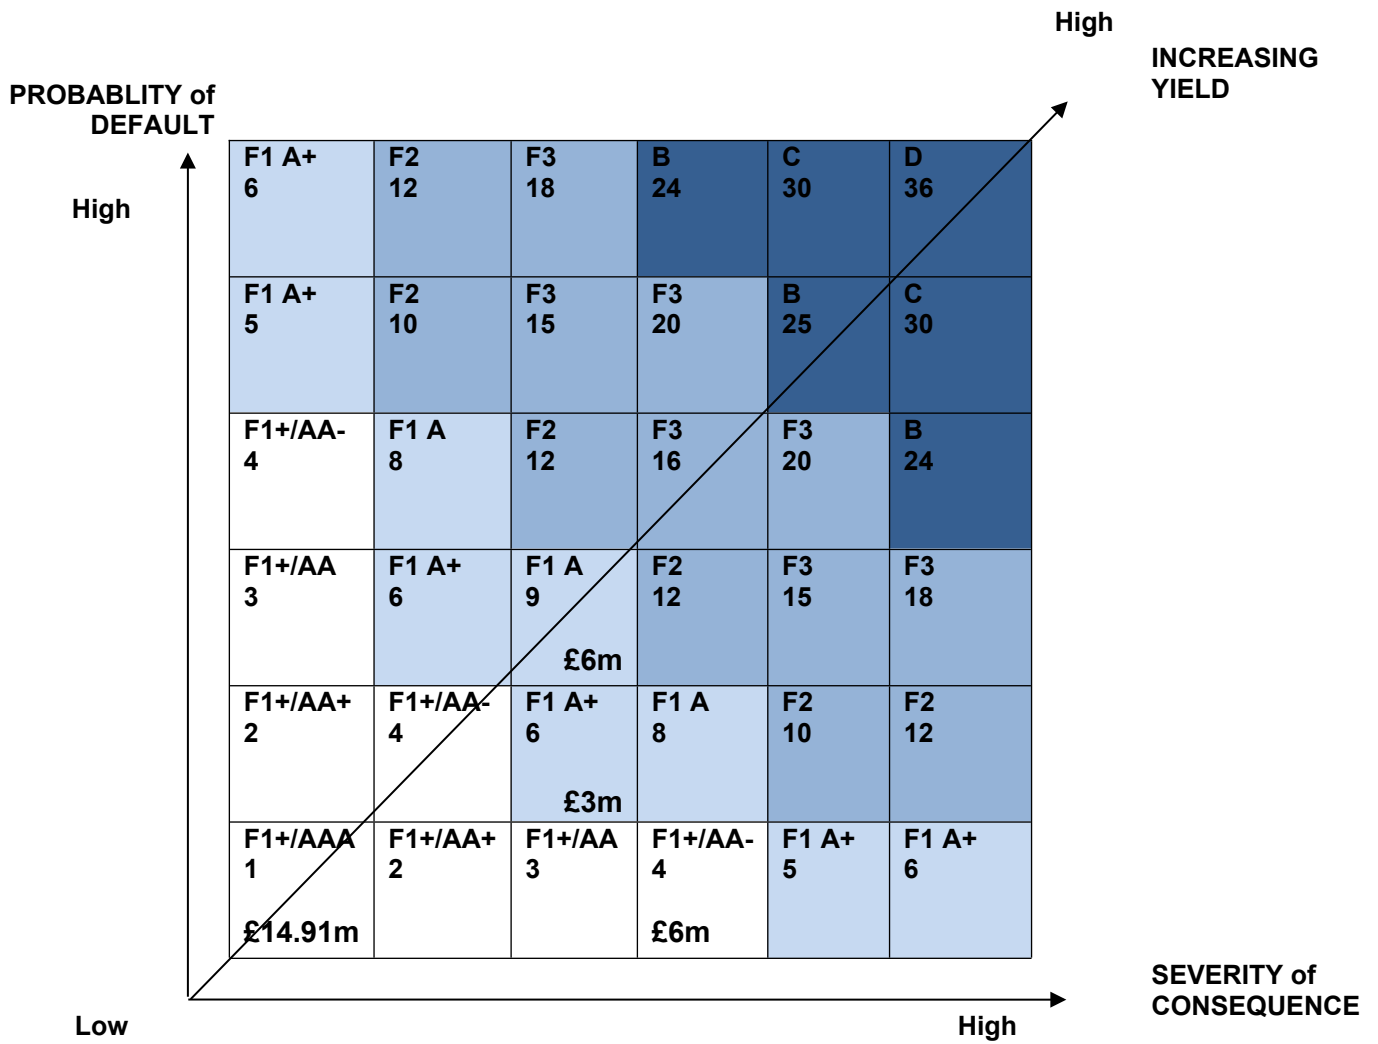 High
INCREASING
YIELD
PROBABLITY of
DEFAULT
High
F1 A+ F2 F3 B C D
6 12 18 24 30 36
F1 A+ F2 F3 F3 B C
5 10 15 20 25 30
F1+/AA- F1 A F2 F3 F3 B
4 8 12 16 20 24
F1+/AA F1 A+ F1 A F2 F3 F3
3 6 9 12 15 18
£6m
F1+/AA+ F1+/AA- F1 A+ F1 A F2 F2
2 4 6 8 10 12
£3m
F1+/AAA F1+/AA+ F1+/AA F1+/AA- F1 A+ F1 A+
1 2 3 4 5 6
£14.91m £6m
SEVERITY of
CONSEQUENCE
Low High